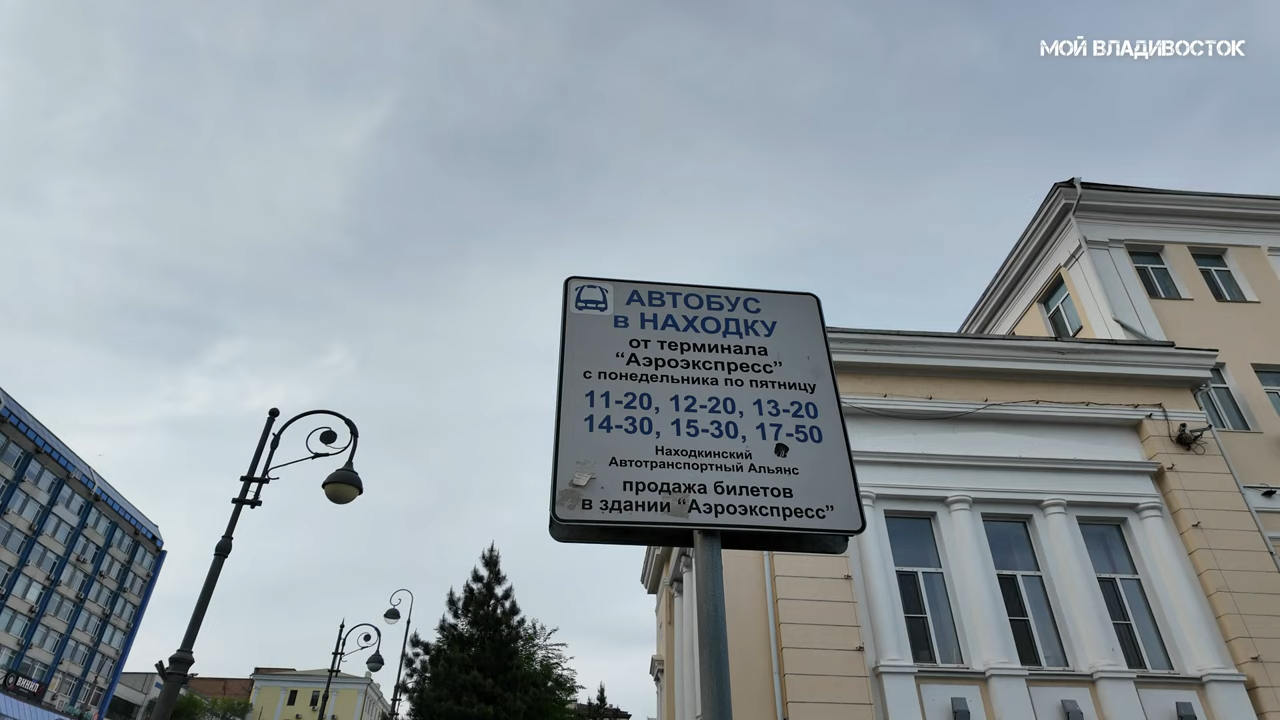 МОЙ ВЛАДИВОСТОК
АВТОБУС
в НАХОДКУ
от терминала
“Аэроэкспресс”
с понедельника по пятницу
11-20, 12-20, 13-20
14-30, 15-30, 17-50
Находкинский
Автотранспортный Альянс
продажа билетов
в здании “Аэроэкспресс”